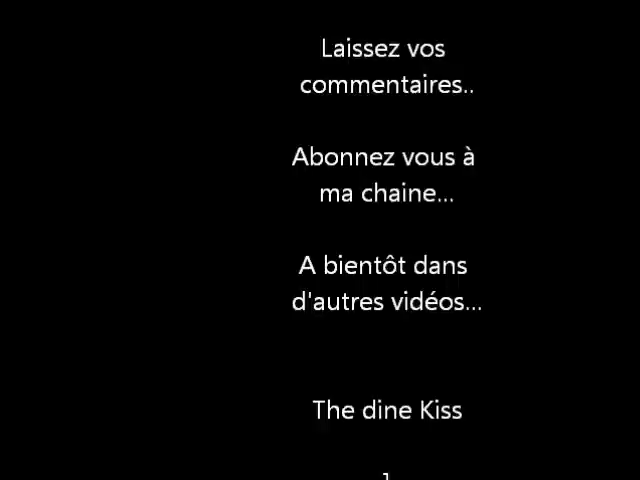 Laissez vos
commentaires..
Abonnez vous à
ma chaine...
A bientôt dans
d'autres vidéos...
The dine Kiss